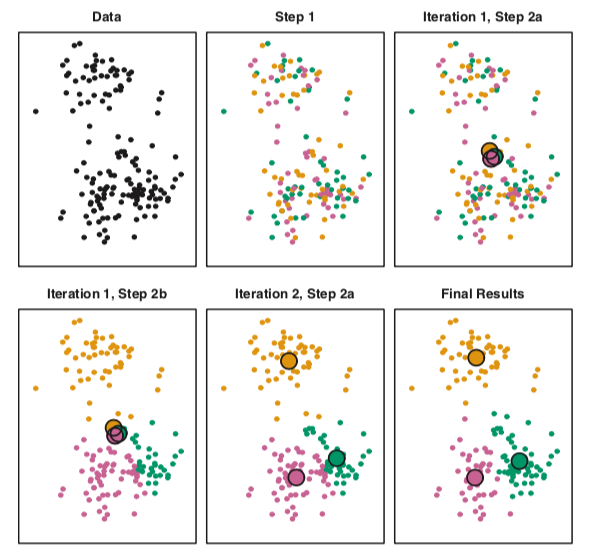 Data
Step 1
Iteration 1, Step 2a
Iteration 1, Step 2b
Iteration 2, Step 2a
Final Results